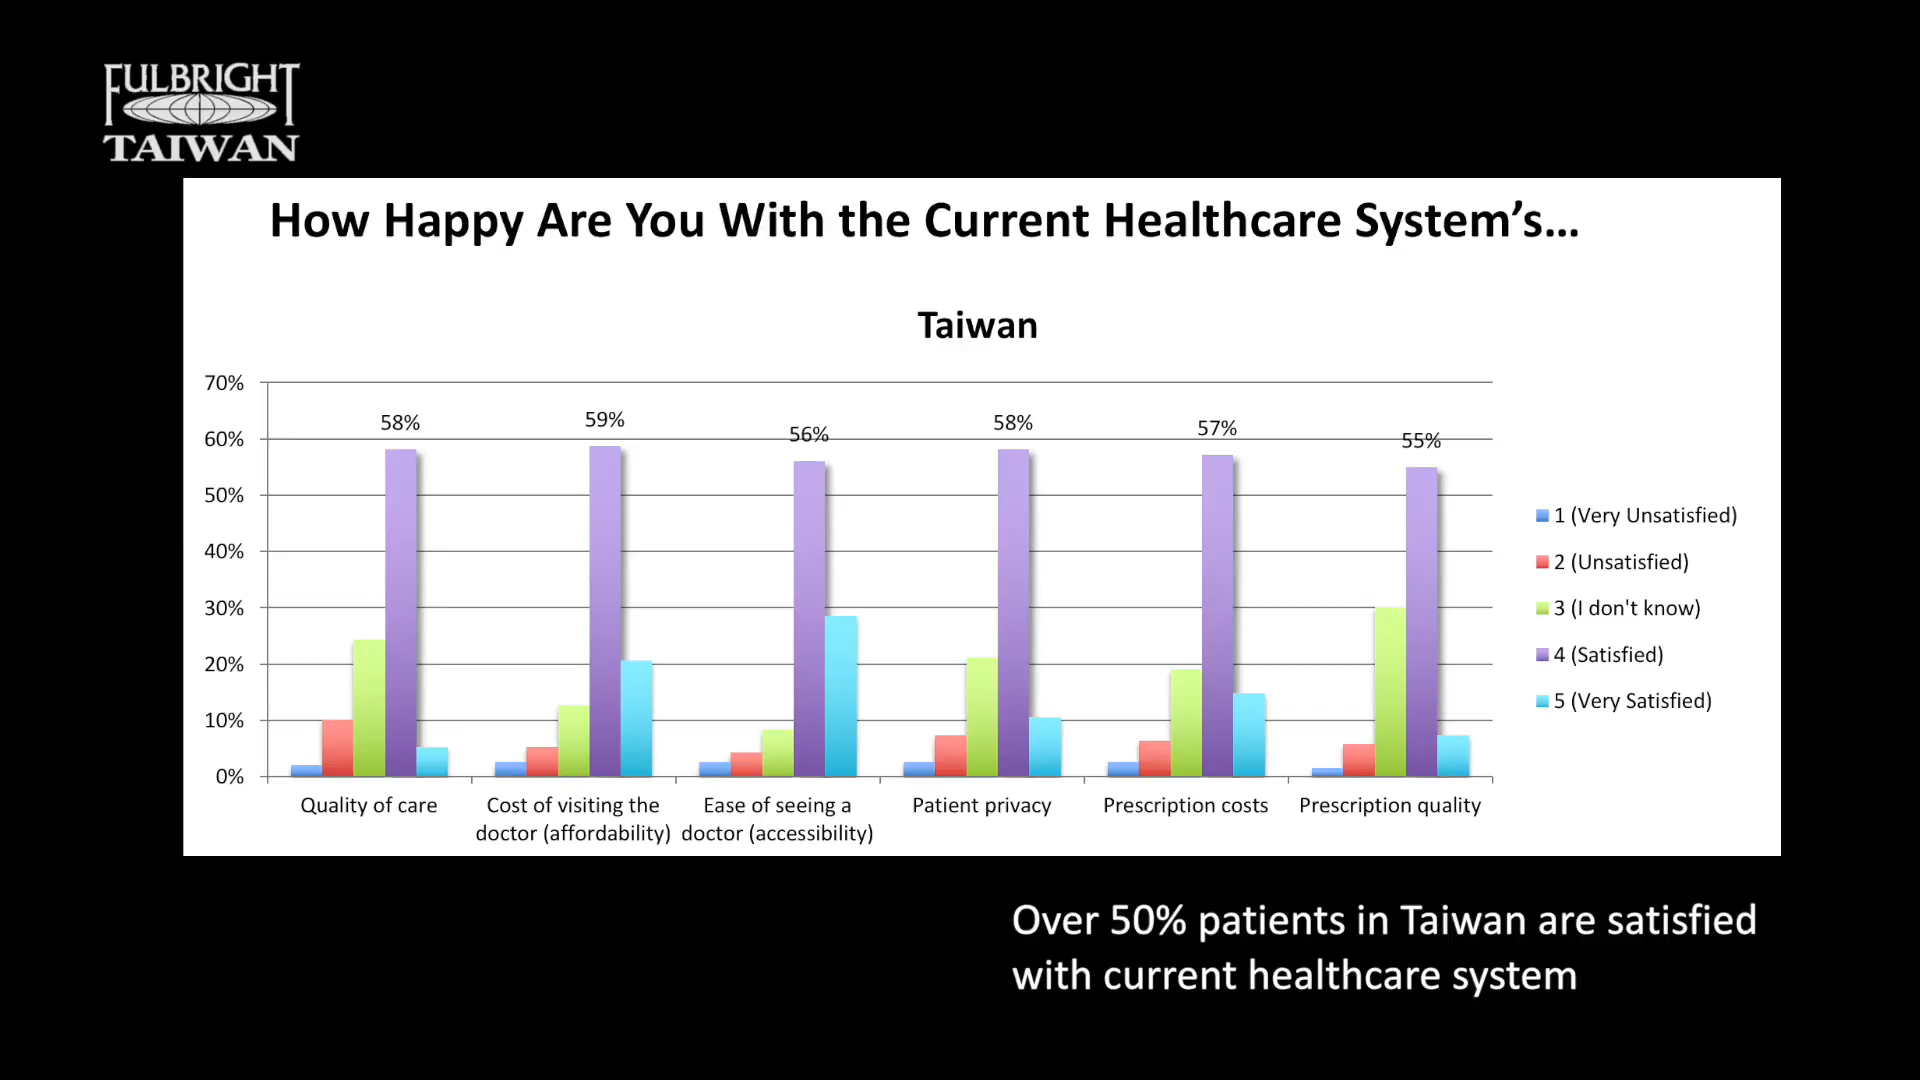 FULBRIGHT
TAIWAN
How Happy Are You With the Current Healthcare System’s...
Taiwan
70%
60%
50%
40%
30%
20%
10%
0%
58%
59%
56%
58%
57%
55%
Quality of care
Cost of visiting the
doctor (affordability)
Ease of seeing a
doctor (accessibility)
Patient privacy
Prescription costs
Prescription quality
1 (Very Unsatisfied)
2 (Unsatisfied)
3 (I don't know)
4 (Satisfied)
5 (Very Satisfied)
Over 50% patients in Taiwan are satisfied
with current healthcare system